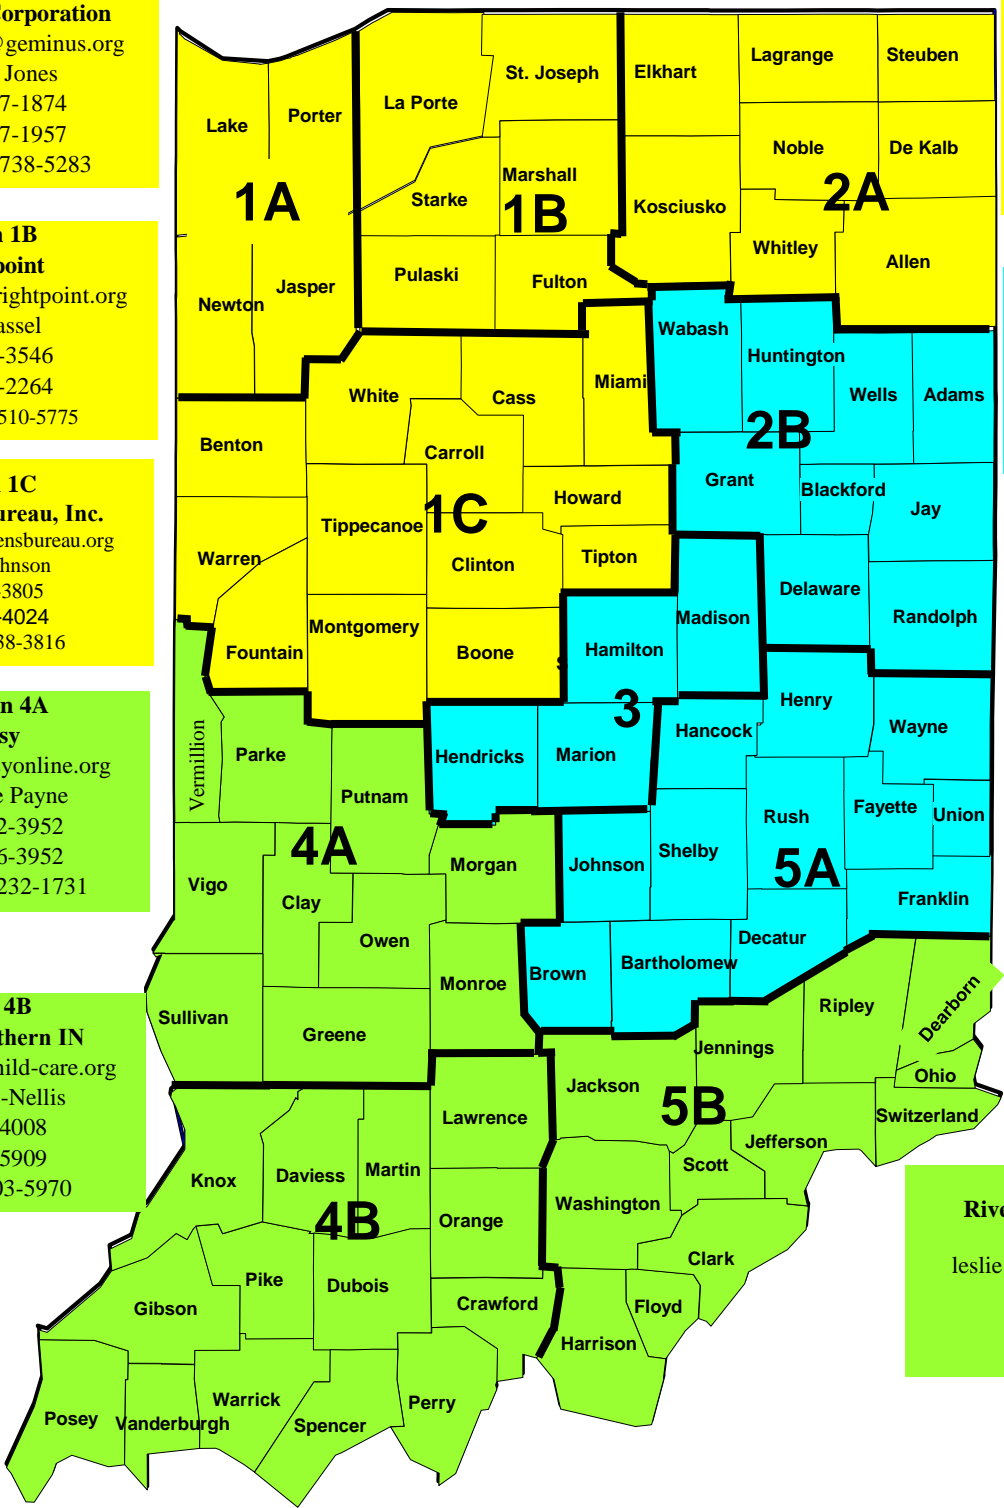 Corporation
@geminus.org
Jones
7-1874
7-1957
738-5283
1B
point
rightpoint.org
assel
-3546
-2264
510-5775
1C
ureau, Inc.
ensbureau.org
hnson
-3805
-4024
38-3816
n 4A
sy
syonline.org
e Payne
2-3952
6-3952
232-1731
4B
thern IN
hild-care.org
-Nellis
4008
5909
03-5970
Lake
Porter
La Porte
St. Joseph
Elkhart
Lagrange
Steuben
Noble
De Kalb
Marshall
Starke
Kosciusko
1A
1B
2A
Whitley
Allen
Pulaski
Fulton
Newton
Jasper
Wabash
Huntington
Wells
Adams
White
Cass
Miami
2B
Benton
Carroll
Grant
Blackford
Jay
Howard
1C
Tippecanoe
Warren
Clinton
Tipton
Delaware
Randolph
Madison
Montgomery
Fountain
Boone
s
Hamilton
3
Henry
Wayne
Hancock
Hendricks
Marion
Vermillion
Parke
Putnam
Rush
Fayette
Union
4A
Morgan
Johnson
Shelby
5A
Vigo
Clay
Franklin
Owen
Decatur
Brown
Bartholomew
Monroe
Sullivan
Greene
Ripley
Dearborn
Jennings
Jackson
Ohio
Lawrence
5B
Switzerland
Jefferson
Knox
Daviess
Martin
Scott
Washington
4B
Orange
Clark
Pike
Dubois
Gibson
Crawford
Floyd
Harrison
Posey
Vanderburgh
Warrick
Spencer
Perry
Rive
leslie